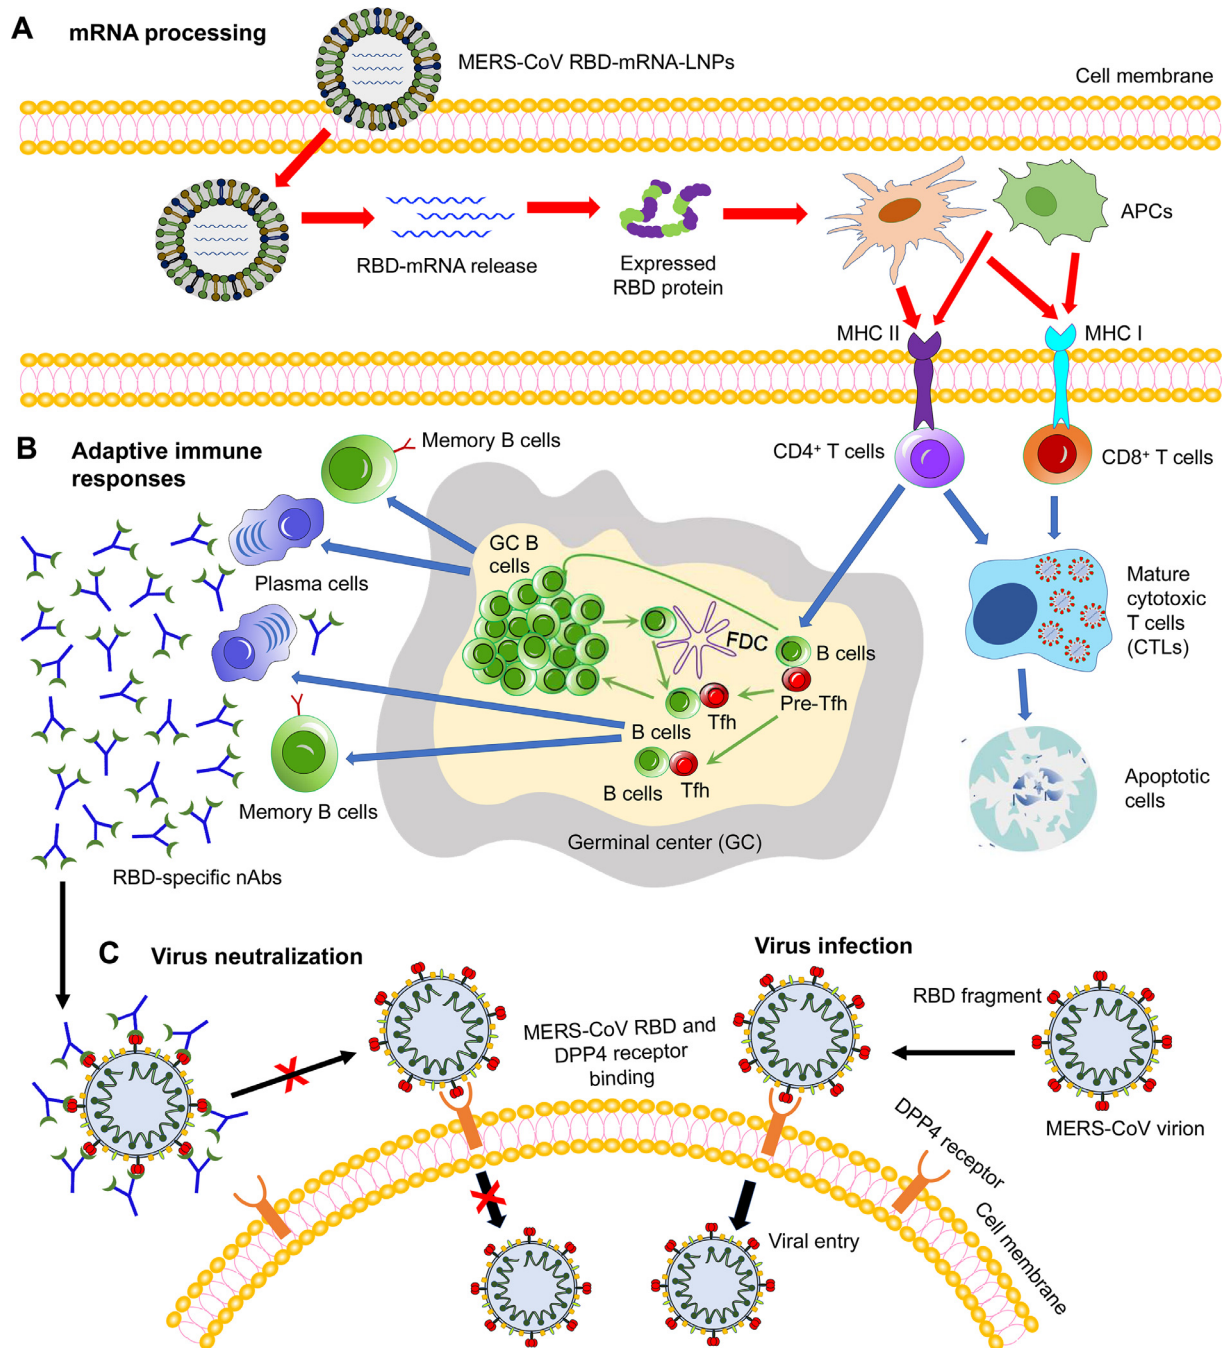 A mRNA processing
MERS-CoV RBD-mRNA-LNPs
Cell membrane
APCs
RBD-mRNA release
Expressed
RBD protein
MHC II
MHC I
B Adaptive immune
responses
Memory B cells
CD4⁺ T cells
CD8⁺ T cells
GC B
cells
Plasma cells
FDC
B cells
Mature
cytotoxic
T cells
(CTLs)
Pre-Tfh
Tfh
B cells
B cells
Tfh
Memory B cells
Apoptotic
cells
Germinal center (GC)
RBD-specific nAbs
C Virus neutralization
Virus infection
RBD fragment
MERS-CoV RBD and
DPP4 receptor
binding
MERS-CoV virion
DPP4 receptor
Cell membrane
Viral entry